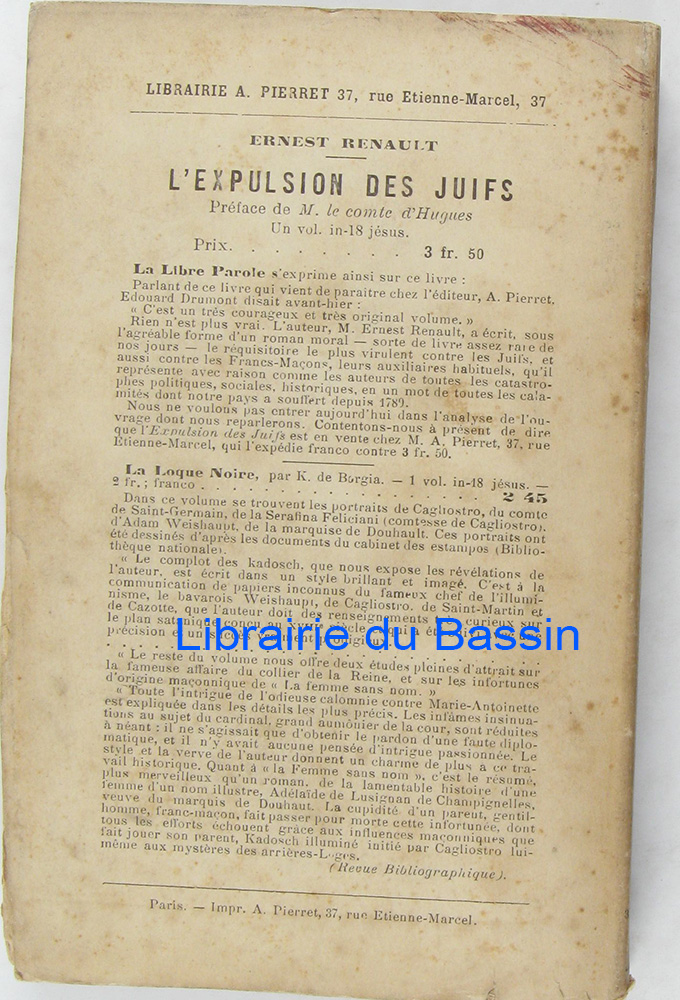 LIBRAIRIE A. PIERRET 37, rue Etienne-Marcel, 37
ERNEST RENAULT
L'EXPULSION DES JUIFS
Préface de M. le comte d'Hugues
Un vol. in-18 jésus.
Prix. . . . . . . . 3 fr. 50
La Libre Parole s'exprime ainsi sur ce livre :
Parlant de ce livre qui vient de paraître chez l'éditeur, A. Pierret,
Edouard Drumont disait avant-hier :
« C'est un très courageux et très original volume. »
Rien n'est plus vrai. L'auteur, M. Ernest Renault, a écrit, sous
l'agréable forme d'un roman moral — sorte de livre assez rare de
nos jours — le réquisitoire le plus virulent contre les Juifs, et
aussi contre les Francs-Maçons, leurs auxiliaires habituels, qu'il
représente avec raison comme les auteurs de toutes les catastro-
phes politiques, sociales, historiques, en un mot de toutes les cala-
mités dont notre pays a souffert depuis 1789.
Nous ne voulons pas entrer aujourd'hui dans l'analyse de l'ou-
vrage dont nous reparlerons. Contentons-nous à présent de dire
que l'Expulsion des Juifs est en vente chez M. A. Pierret, 37, rue
Etienne-Marcel, qui l'expédie franco contre 3 fr. 50.
La Loque Noire, par K. de Borgia. — 1 vol. in-18 jésus. —
2 fr. ; franco . . . . . . . . . . . . . . . 2 45
Dans ce volume se trouvent les portraits de Cagliostro, du comte
de Saint-Germain, de la Serafina Feliciani (comtesse de Cagliostro),
d'Adam Weishaupt, de la marquise de Douhault. Ces portraits ont
été dessinés d'après les documents du cabinet des estampos (Biblio-
thèque nationale).
« Le complot des kadosch, que nous expose les révélations de
l'auteur, est écrit dans un style brillant et imagé. C'est à la
communication de papiers inconnus du fameux chef de l'illumi-
nisme, le bavarois Weishaupt, de Cagliostro, de Saint-Martin et
de Cazotte, que l'auteur doit des renseignements curieux sur
le plan satanique conçu au XVIIIe siècle
précision et un succès vraiment prodigieux
Librairie du Bassin
« Le reste du volume nous offre deux études pleines d'attrait sur
la fameuse affaire du collier de la Reine, et sur les infortunes
d'origine maçonnique de « La femme sans nom. »
« Toute l'intrigue de l'odieuse calomnie contre Marie-Antoinette
est expliquée dans les détails les plus précis. Les infâmes insinua-
tions au sujet du cardinal, grand aumônier de la cour, sont réduites
à néant : il ne s'agissait que d'obtenir le pardon d'une faute diplo-
matique, et il n'y avait aucune pensée d'intrigue passionnée. Le
style et la verve de l'auteur donnent un charme de plus à ce tra-
vail historique. Quant à « la Femme sans nom », c'est le résumé,
plus merveilleux qu'un roman, de la lamentable histoire d'une
femme d'un nom illustre, Adélaïde de Lusignan de Champignelles,
veuve du marquis de Douhaut. La cupidité d'un parent, gentil-
homme, franc-maçon, fait passer pour morte cette infortunée, dont
tous les efforts échouent grâce aux influences maçonniques que
fait jouer son parent, Kadosch illuminé initié par Cagliostro lui-
même aux mystères des arrières-Loges.
(Revue Bibliographique).
Paris. — Impr. A. Pierret, 37, rue Etienne-Marcel.